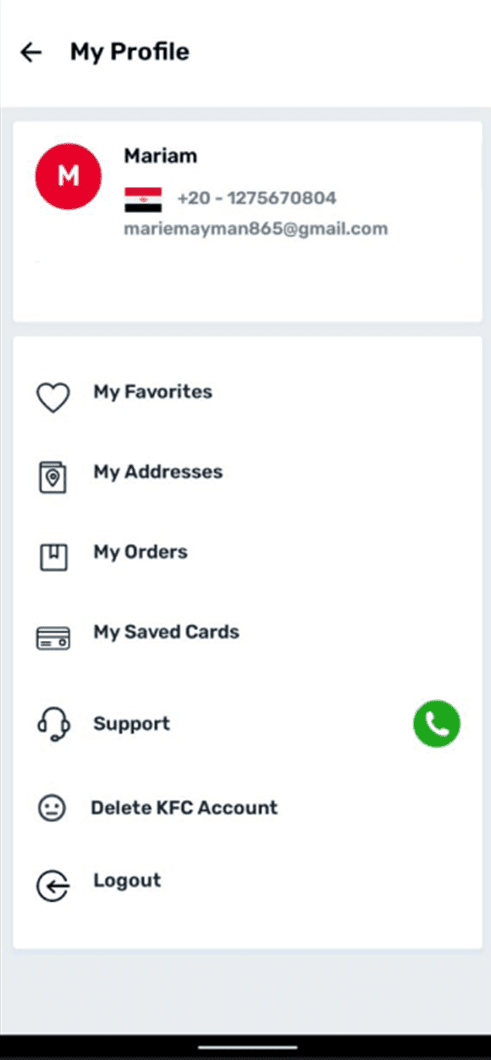 My Profile
M
Mariam
+20 - 1275670804
mariemayman865@gmail.com
My Favorites
My Addresses
My Orders
My Saved Cards
Support
Delete KFC Account
Logout